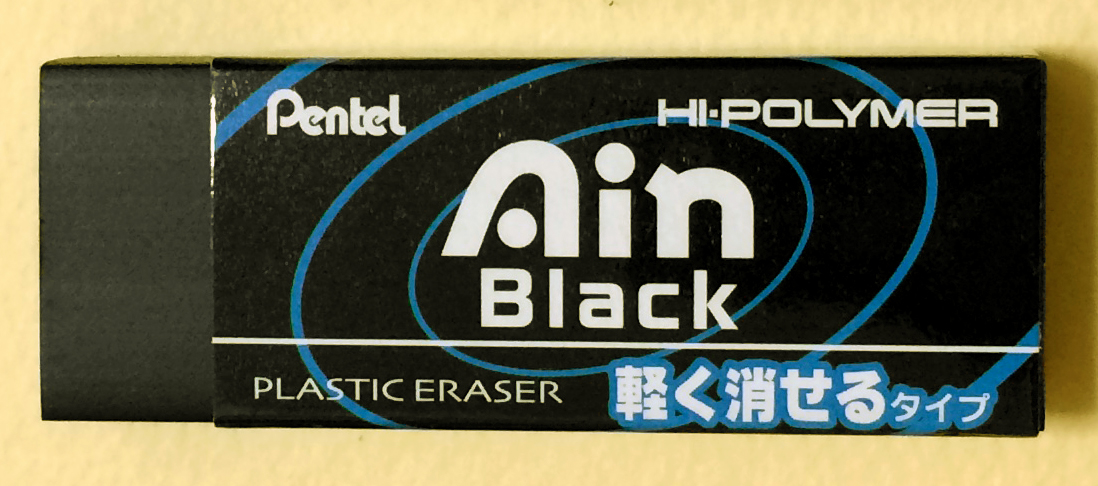 Pentel HI-POLYMER
Ain
Black
PLASTIC ERASER 軽く消せるタイプ